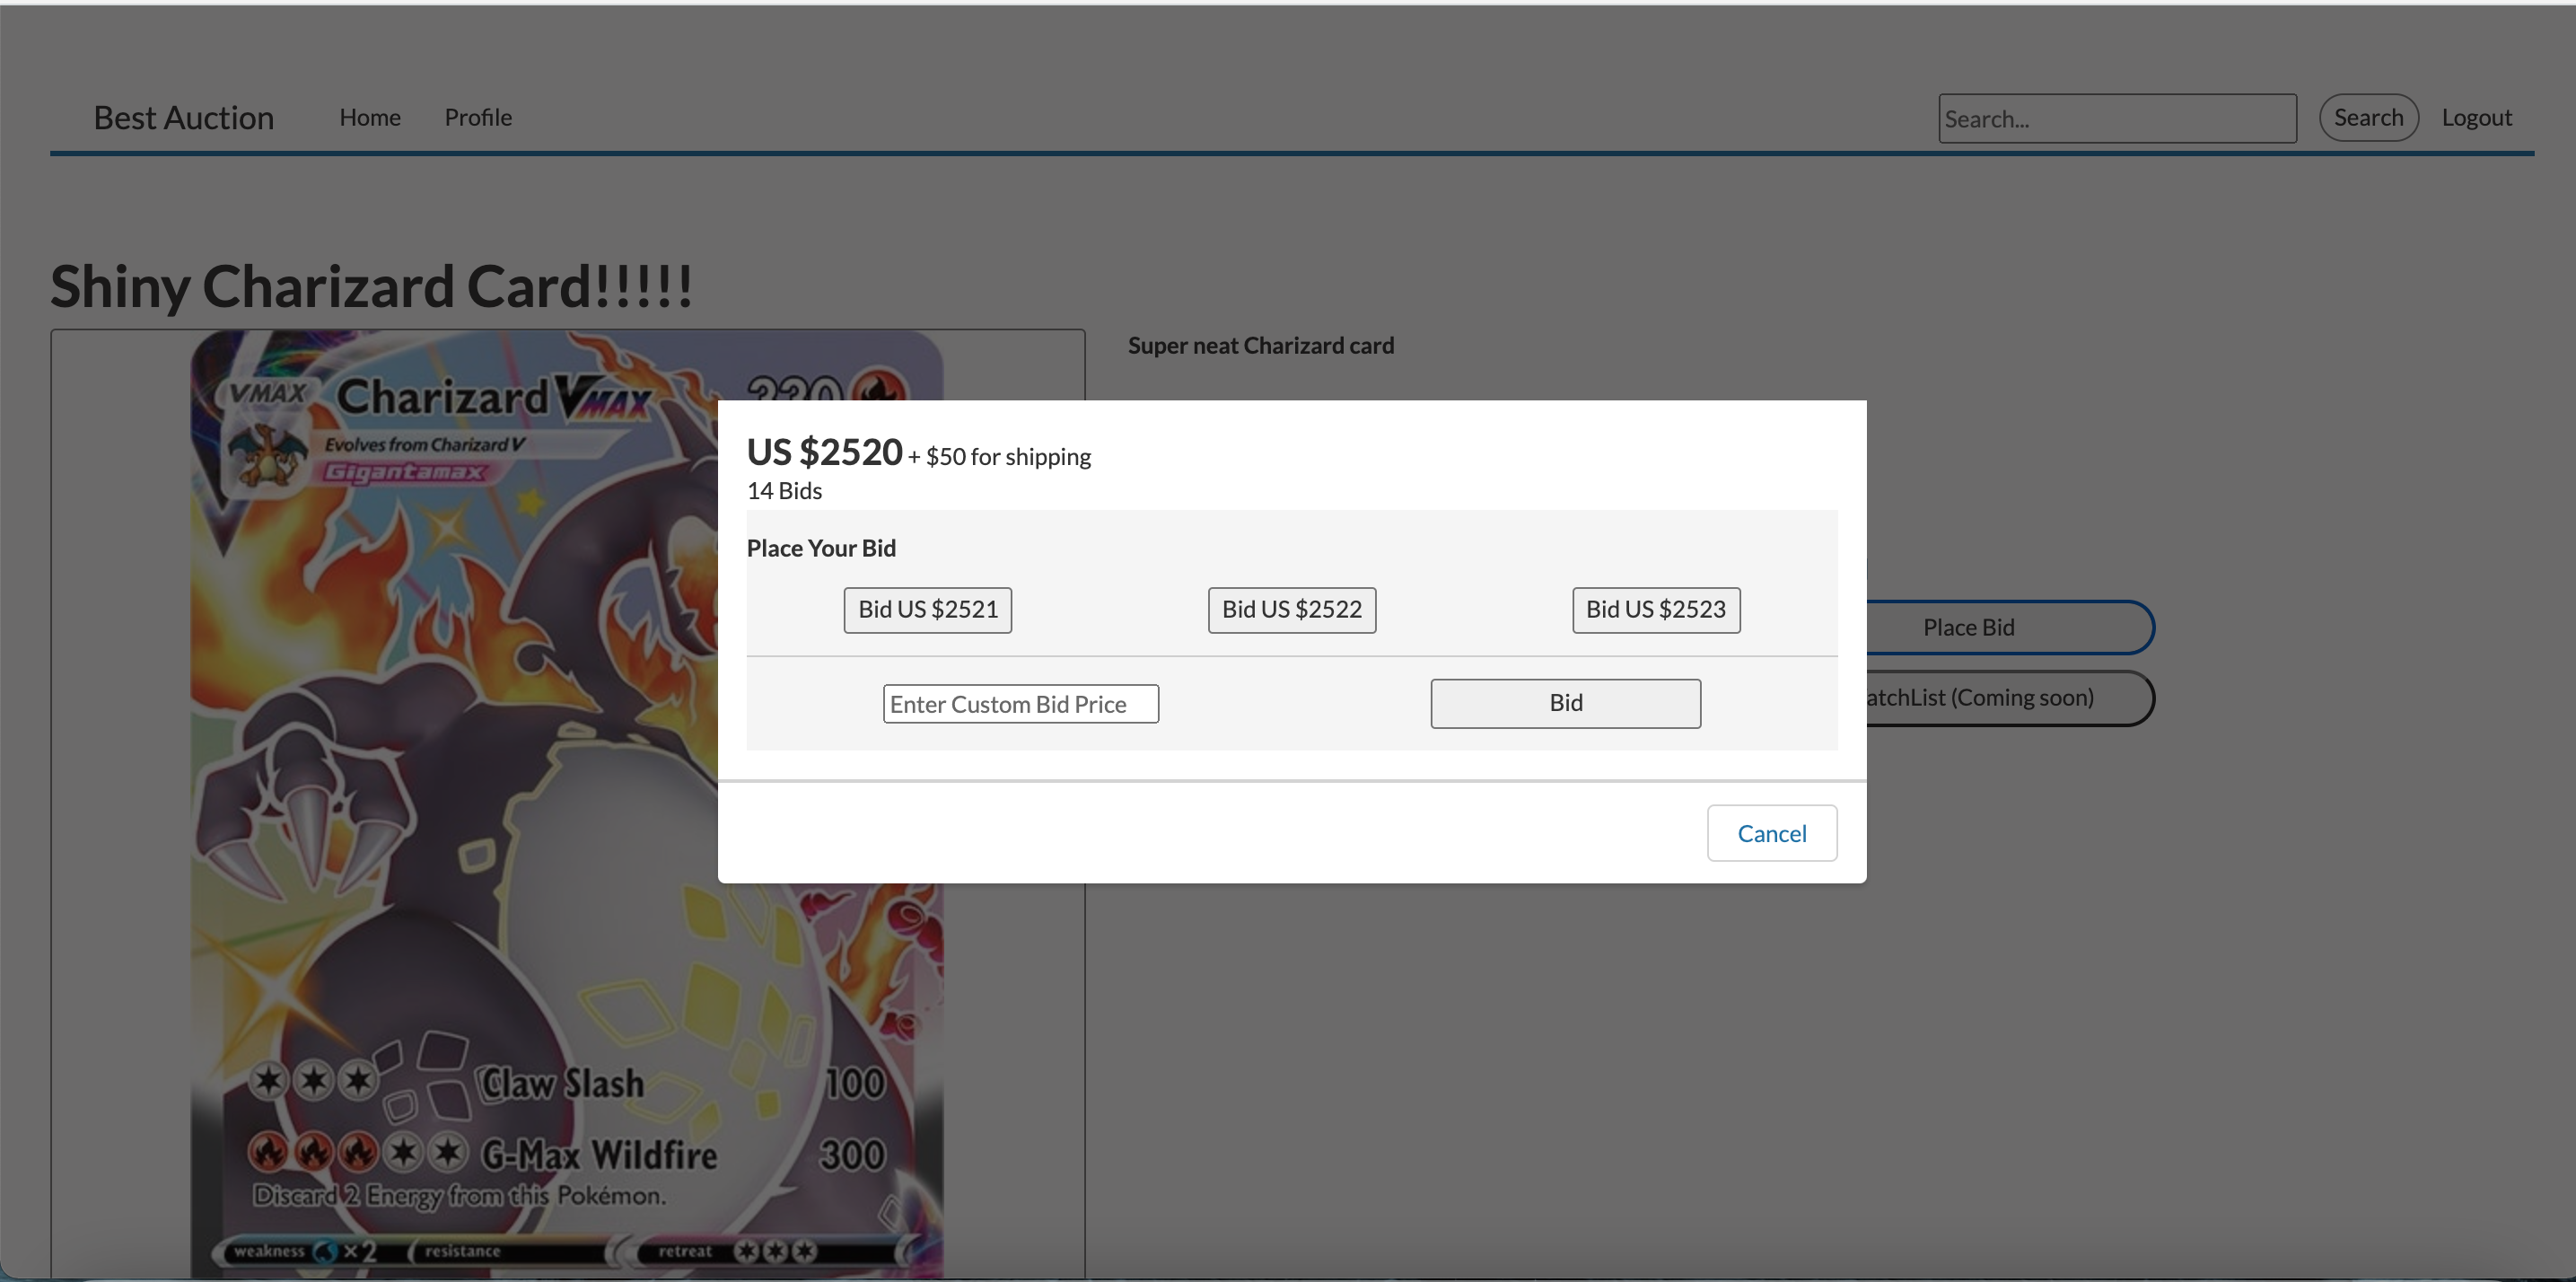 Best Auction Home Profile Search... Search Logout
Shiny Charizard Card!!!!!
Super neat Charizard card
VMAX Charizard VMAX
Evolves from Charizard V
Gigantamax
US $2520 + $50 for shipping
14 Bids
Place Your Bid
Bid US $2521 Bid US $2522 Bid US $2523
Enter Custom Bid Price Bid
Cancel
Place Bid
(Coming soon)
Claw Slash 100
G-Max Wildfire 300
Discard 2 Energy from this Pokémon.
weakness ×2 resistance retreat